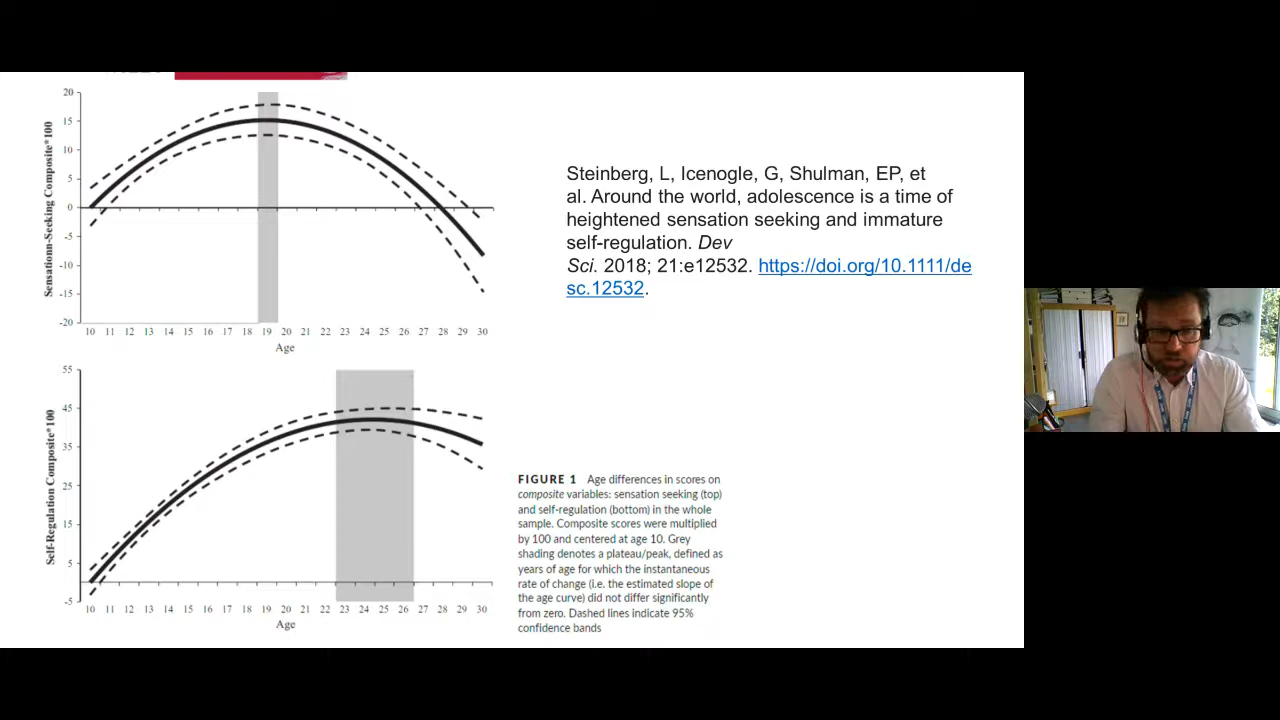 20
15
10
5
0
-5
-10
-15
-20
Sensationn-Seeking Composite*100
10 11 12 13 14 15 16 17 18 19 20 21 22 23 24 25 26 27 28 29 30
Age
55
45
35
25
15
5
-5
Self-Regulation Composite*100
10 11 12 13 14 15 16 17 18 19 20 21 22 23 24 25 26 27 28 29 30
Age
Steinberg, L, Icenogle, G, Shulman, EP, et
al. Around the world, adolescence is a time of
heightened sensation seeking and immature
self-regulation. Dev
Sci. 2018; 21:e12532. https://doi.org/10.1111/de
sc.12532.
FIGURE 1 Age differences in scores on
composite variables: sensation seeking (top)
and self-regulation (bottom) in the whole
sample. Composite scores were multiplied
by 100 and centered at age 10. Grey
shading denotes a plateau/peak, defined as
years of age for which the instantaneous
rate of change (i.e. the estimated slope of
the age curve) did not differ significantly
from zero. Dashed lines indicate 95%
confidence bands